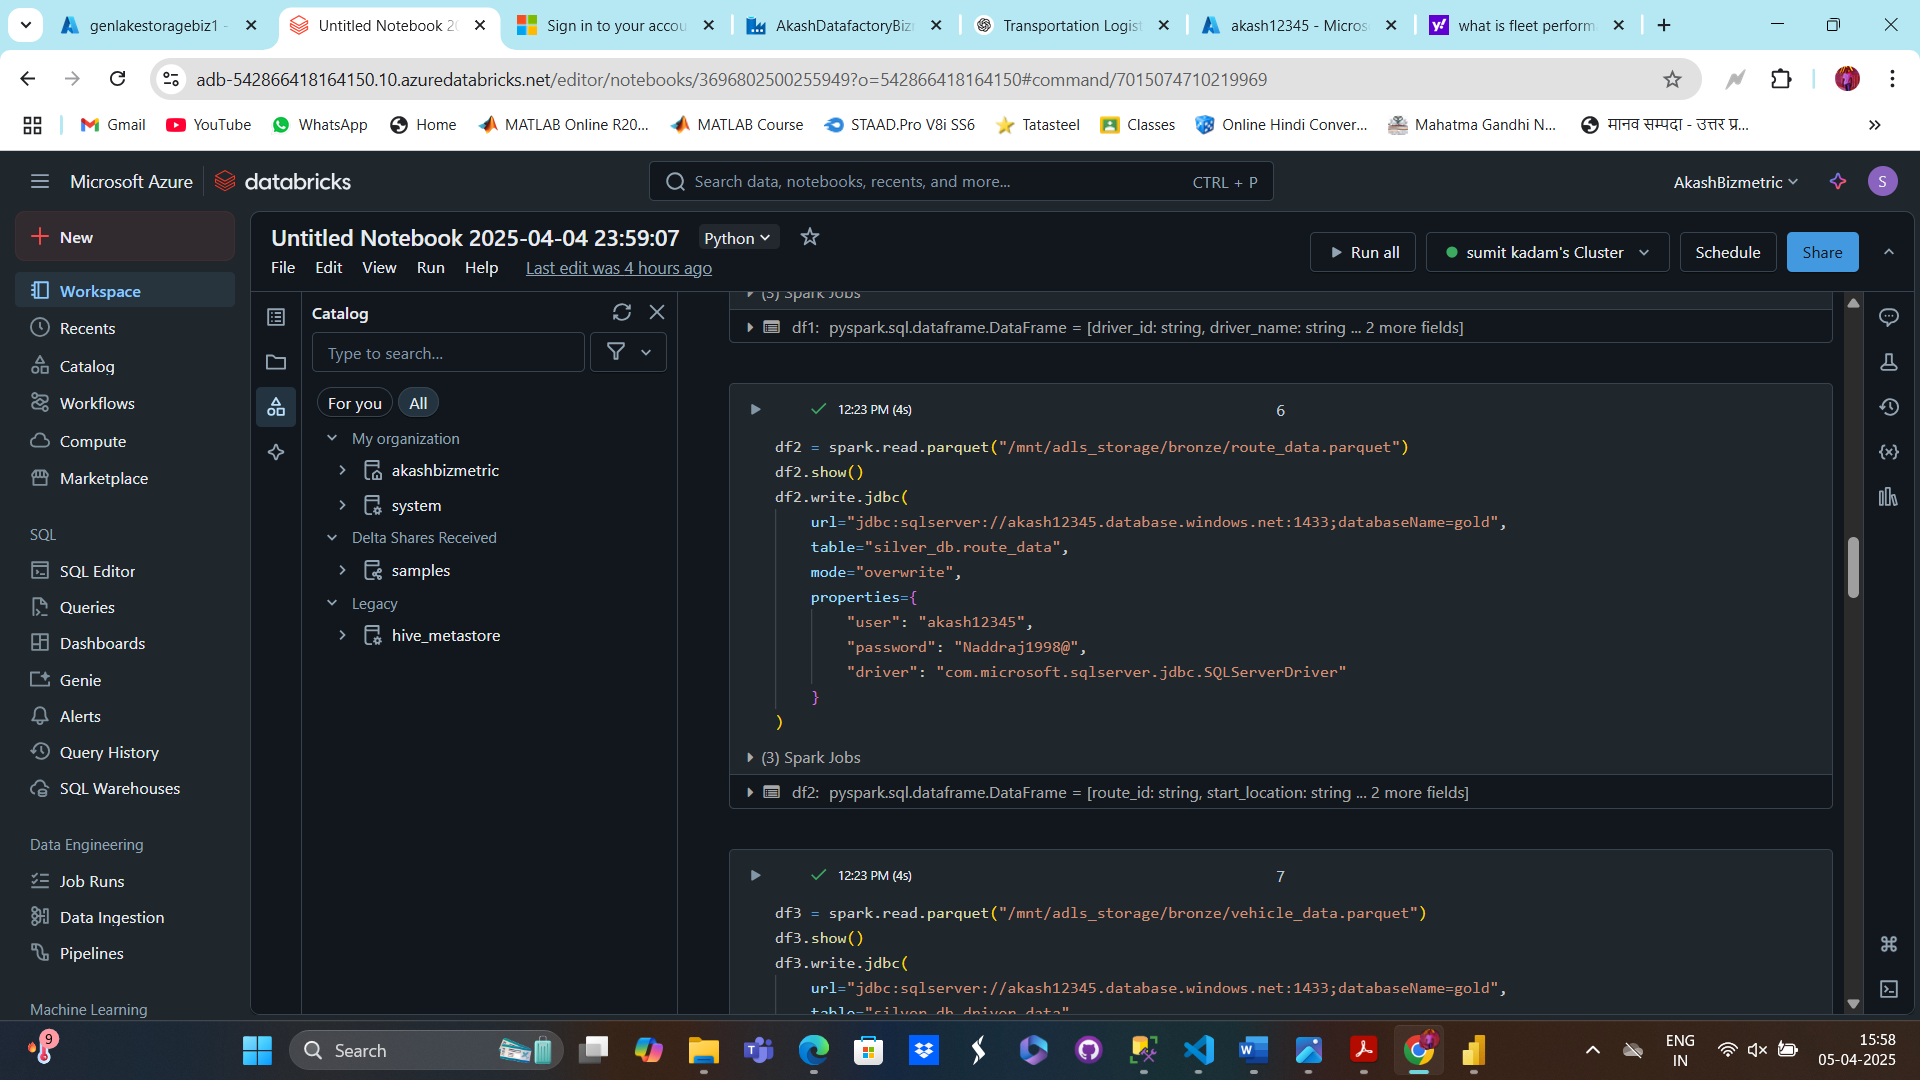 genlakestoragebiz1 -
Untitled Notebook 20
Sign in to your accou
AkashDatafactoryBizr
Transportation Logist
akash12345 - Micros
what is fleet perform
adb-542866418164150.10.azuredatabricks.net/editor/notebooks/3696802500255949?o=542866418164150#command/7015074710219969
Gmail
YouTube
WhatsApp
Home
MATLAB Online R20...
MATLAB Course
STAAD.Pro V8i SS6
Tatasteel
Classes
Online Hindi Conver...
Mahatma Gandhi N...
मानव सम्पदा - उत्तर प्र...
Microsoft Azure
databricks
Search data, notebooks, recents, and more...
CTRL + P
AkashBizmetric
S
New
Workspace
Recents
Catalog
Workflows
Compute
Marketplace
SQL
SQL Editor
Queries
Dashboards
Genie
Alerts
Query History
SQL Warehouses
Data Engineering
Job Runs
Data Ingestion
Pipelines
Machine Learning
Untitled Notebook 2025-04-04 23:59:07
Python
File Edit View Run Help Last edit was 4 hours ago
Run all
sumit kadam's Cluster
Schedule
Share
Catalog
Type to search...
For you
All
My organization
akashbizmetric
system
Delta Shares Received
samples
Legacy
hive_metastore
(3) Spark Jobs
df1: pyspark.sql.dataframe.DataFrame = [driver_id: string, driver_name: string ... 2 more fields]
12:23 PM (4s)
6
df2 = spark.read.parquet("/mnt/adls_storage/bronze/route_data.parquet")
df2.show()
df2.write.jdbc(
url="jdbc:sqlserver://akash12345.database.windows.net:1433;databaseName=gold",
table="silver_db.route_data",
mode="overwrite",
properties={
"user": "akash12345",
"password": "Naddraj1998@",
"driver": "com.microsoft.sqlserver.jdbc.SQLServerDriver"
}
)
(3) Spark Jobs
df2: pyspark.sql.dataframe.DataFrame = [route_id: string, start_location: string ... 2 more fields]
12:23 PM (4s)
7
df3 = spark.read.parquet("/mnt/adls_storage/bronze/vehicle_data.parquet")
df3.show()
df3.write.jdbc(
url="jdbc:sqlserver://akash12345.database.windows.net:1433;databaseName=gold",
table="silver_db.driver_data",
9
Search
ENG
IN
15:58
05-04-2025